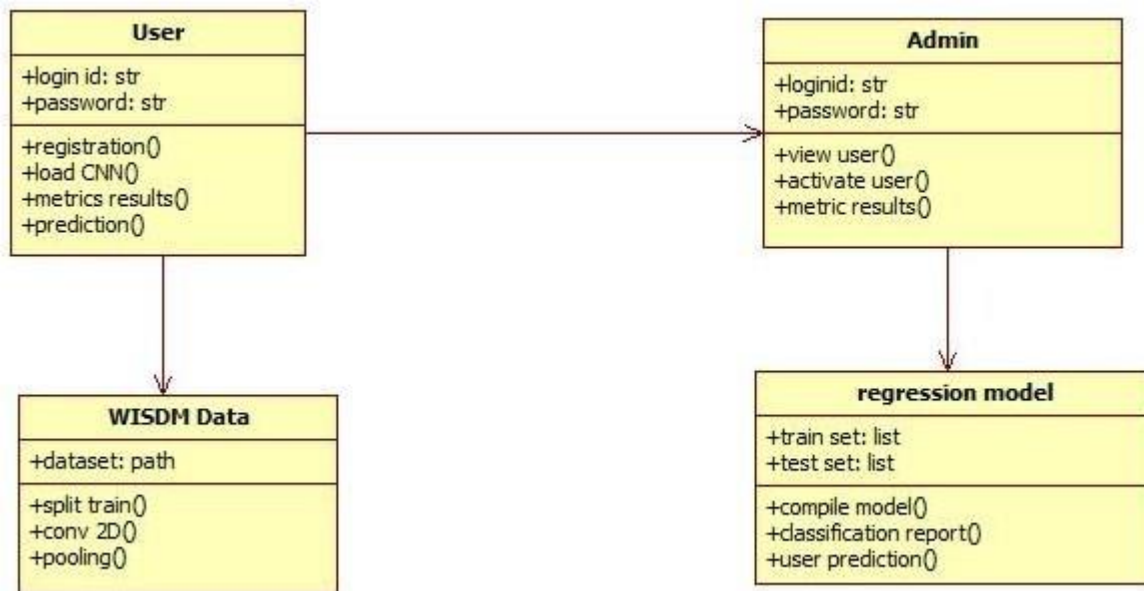 User
+login id: str
+password: str
+registration()
+load CNN()
+metrics results()
+prediction()
Admin
+loginid: str
+password: str
+view user()
+activate user()
+metric results()
WISDM Data
+dataset: path
+split train()
+conv 2D()
+pooling()
regression model
+train set: list
+test set: list
+compile model()
+classification report()
+user prediction()